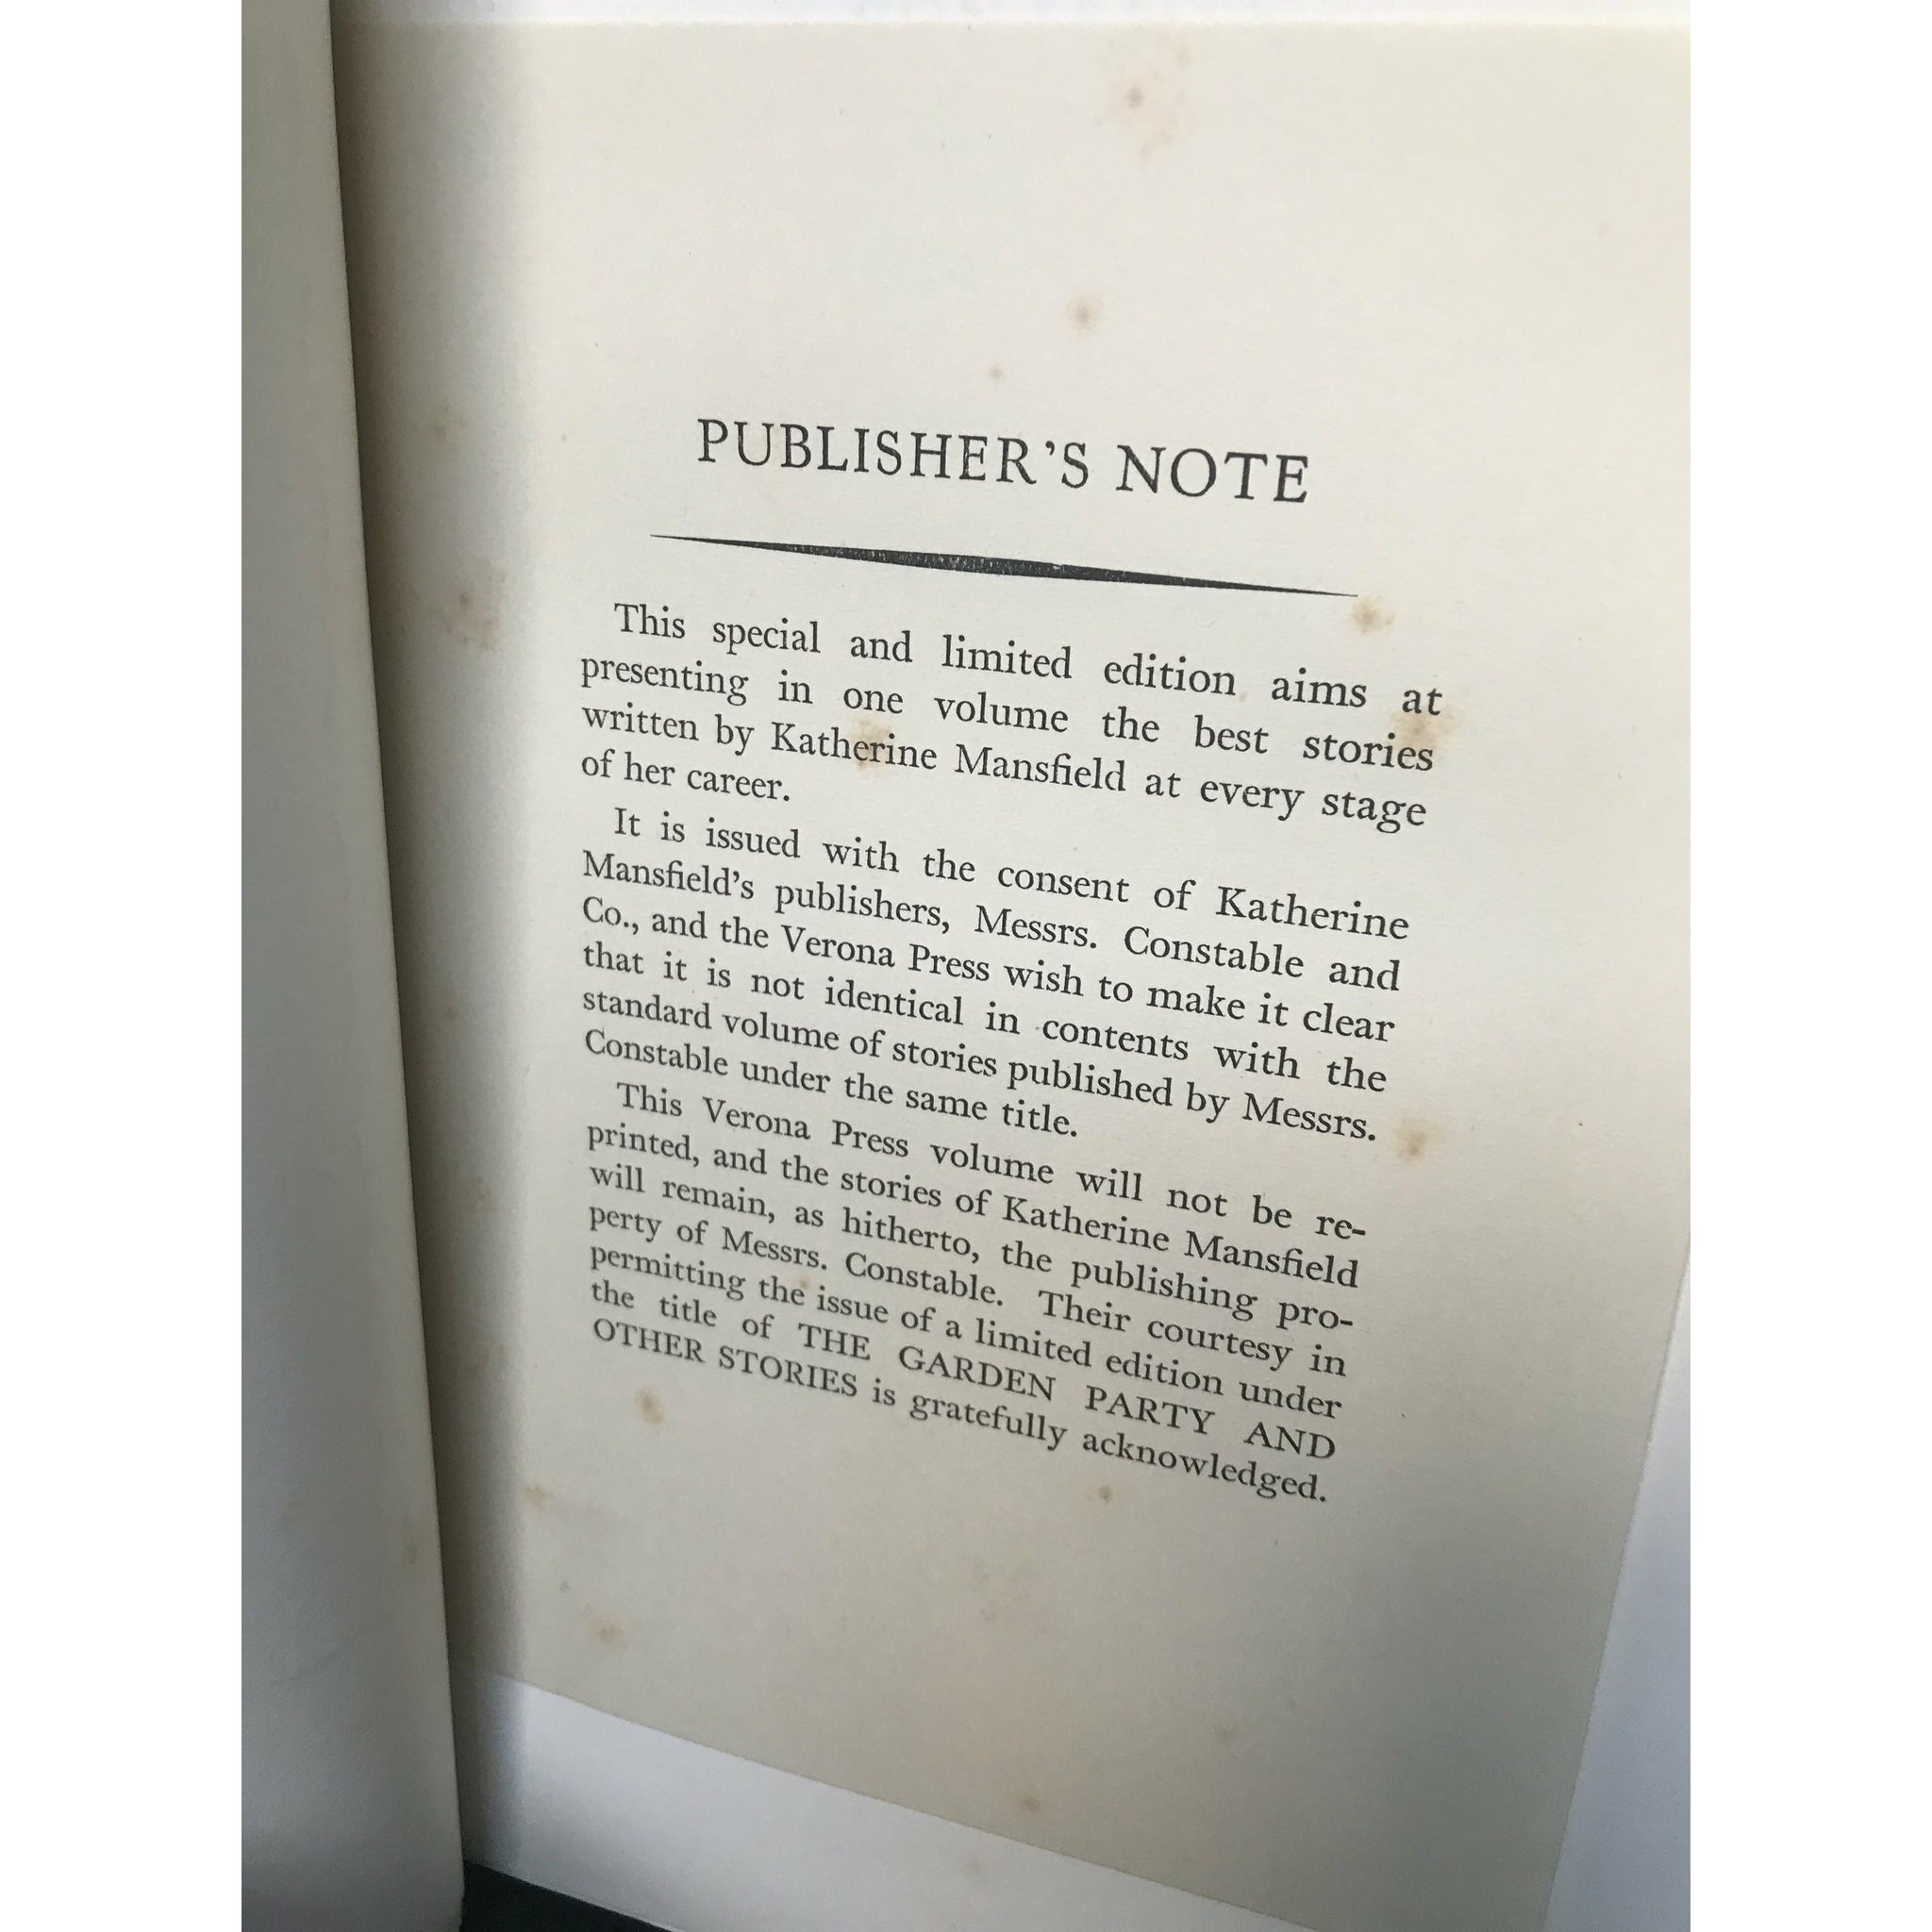 PUBLISHER'S NOTE
This special and limited edition aims at
presenting in one volume the best stories
written by Katherine Mansfield at every stage
of her career.
It is issued with the consent of Katherine
Mansfield's publishers, Messrs. Constable and
Co., and the Verona Press wish to make it clear
that it is not identical in contents with the
standard volume of stories published by Messrs.
Constable under the same title.
This Verona Press volume will not be re-
printed, and the stories of Katherine Mansfield
will remain, as hitherto, the publishing pro-
perty of Messrs. Constable. Their courtesy in
permitting the issue of a limited edition under
the title of THE GARDEN PARTY AND
OTHER STORIES is gratefully acknowledged.